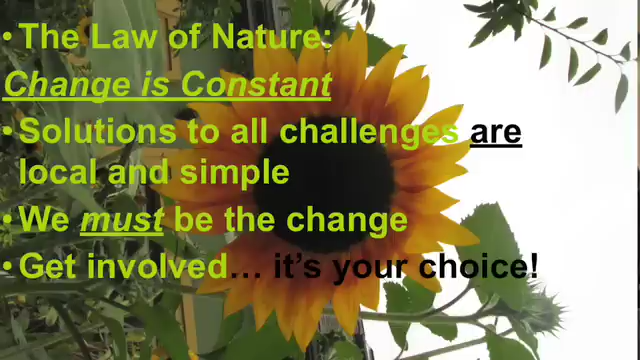 • The Law of Nature:
Change is Constant
• Solutions to all challenges are
local and simple
• We must be the change
• Get involved… it’s your choice!